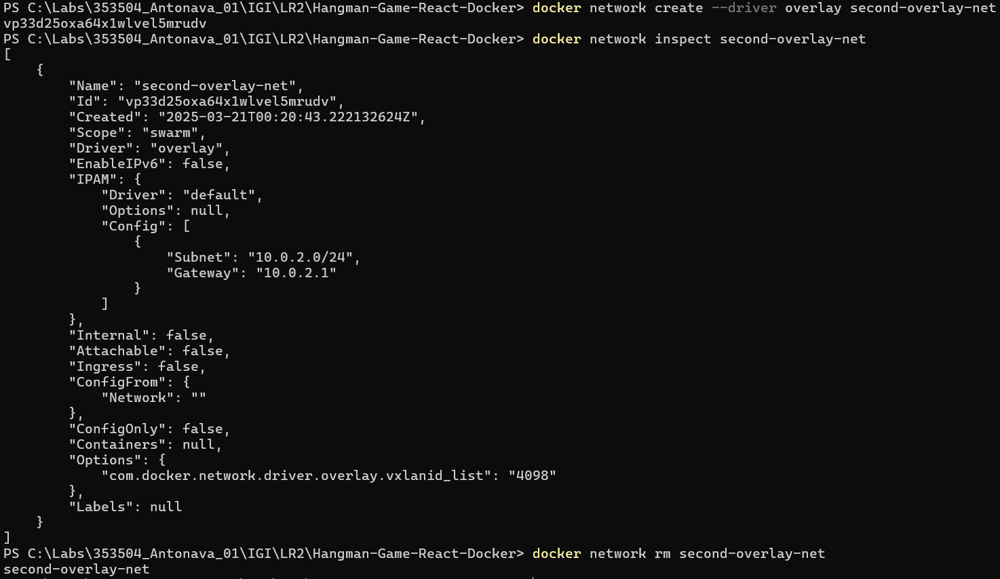 PS C:\Labs\353504_Antonava_01\IGI\LR2\Hangman-Game-React-Docker> docker network create --driver overlay second-overlay-net
vp33d25oxa64x1wlvel5mrudv
PS C:\Labs\353504_Antonava_01\IGI\LR2\Hangman-Game-React-Docker> docker network inspect second-overlay-net
[
    {
        "Name": "second-overlay-net",
        "Id": "vp33d25oxa64x1wlvel5mrudv",
        "Created": "2025-03-21T00:20:43.222132624Z",
        "Scope": "swarm",
        "Driver": "overlay",
        "EnableIPv6": false,
        "IPAM": {
            "Driver": "default",
            "Options": null,
            "Config": [
                {
                    "Subnet": "10.0.2.0/24",
                    "Gateway": "10.0.2.1"
                }
            ]
        },
        "Internal": false,
        "Attachable": false,
        "Ingress": false,
        "ConfigFrom": {
            "Network": ""
        },
        "ConfigOnly": false,
        "Containers": null,
        "Options": {
            "com.docker.network.driver.overlay.vxlanid_list": "4098"
        },
        "Labels": null
    }
]
PS C:\Labs\353504_Antonava_01\IGI\LR2\Hangman-Game-React-Docker> docker network rm second-overlay-net
second-overlay-net